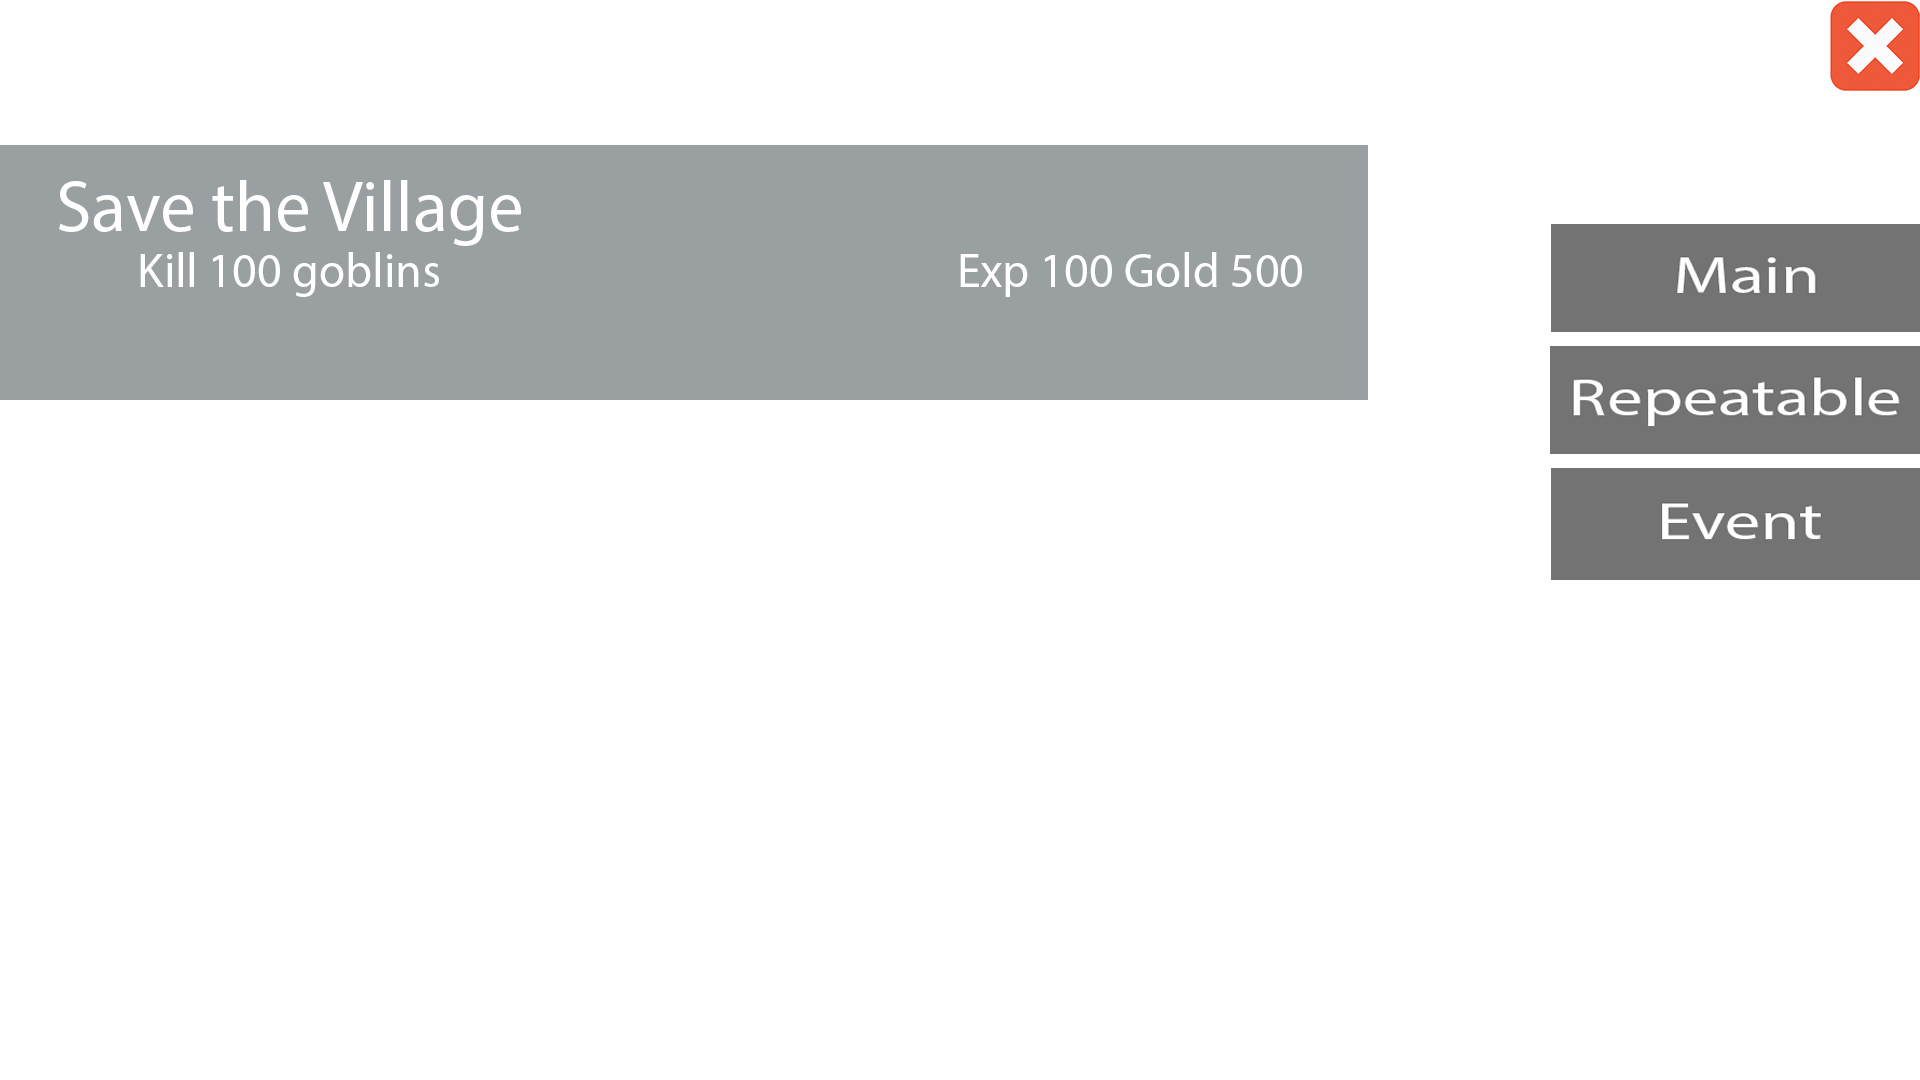 Save the Village
Kill 100 goblins
Exp 100 Gold 500
Main
Repeatable
Event